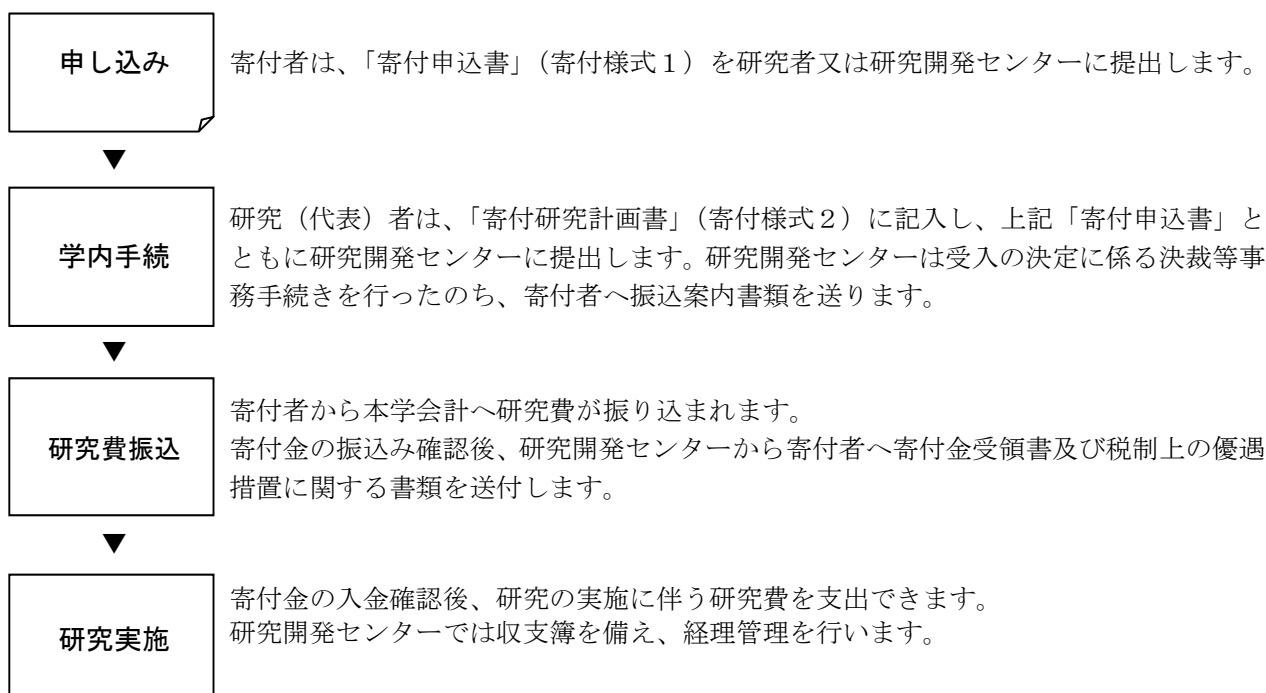 申し込み
寄付者は、「寄付申込書」（寄付様式１）を研究者又は研究開発センターに提出します。
▼
学内手続
研究（代表）者は、「寄付研究計画書」（寄付様式２）に記入し、上記「寄付申込書」と
ともに研究開発センターに提出します。研究開発センターは受入の決定に係る決裁等事
務手続きを行ったのち、寄付者へ振込案内書類を送ります。
▼
研究費振込
寄付者から本学会計へ研究費が振り込まれます。
寄付金の振込み確認後、研究開発センターから寄付者へ寄付金受領書及び税制上の優遇
措置に関する書類を送付します。
▼
研究実施
寄付金の入金確認後、研究の実施に伴う研究費を支出できます。
研究開発センターでは収支簿を備え、経理管理を行います。